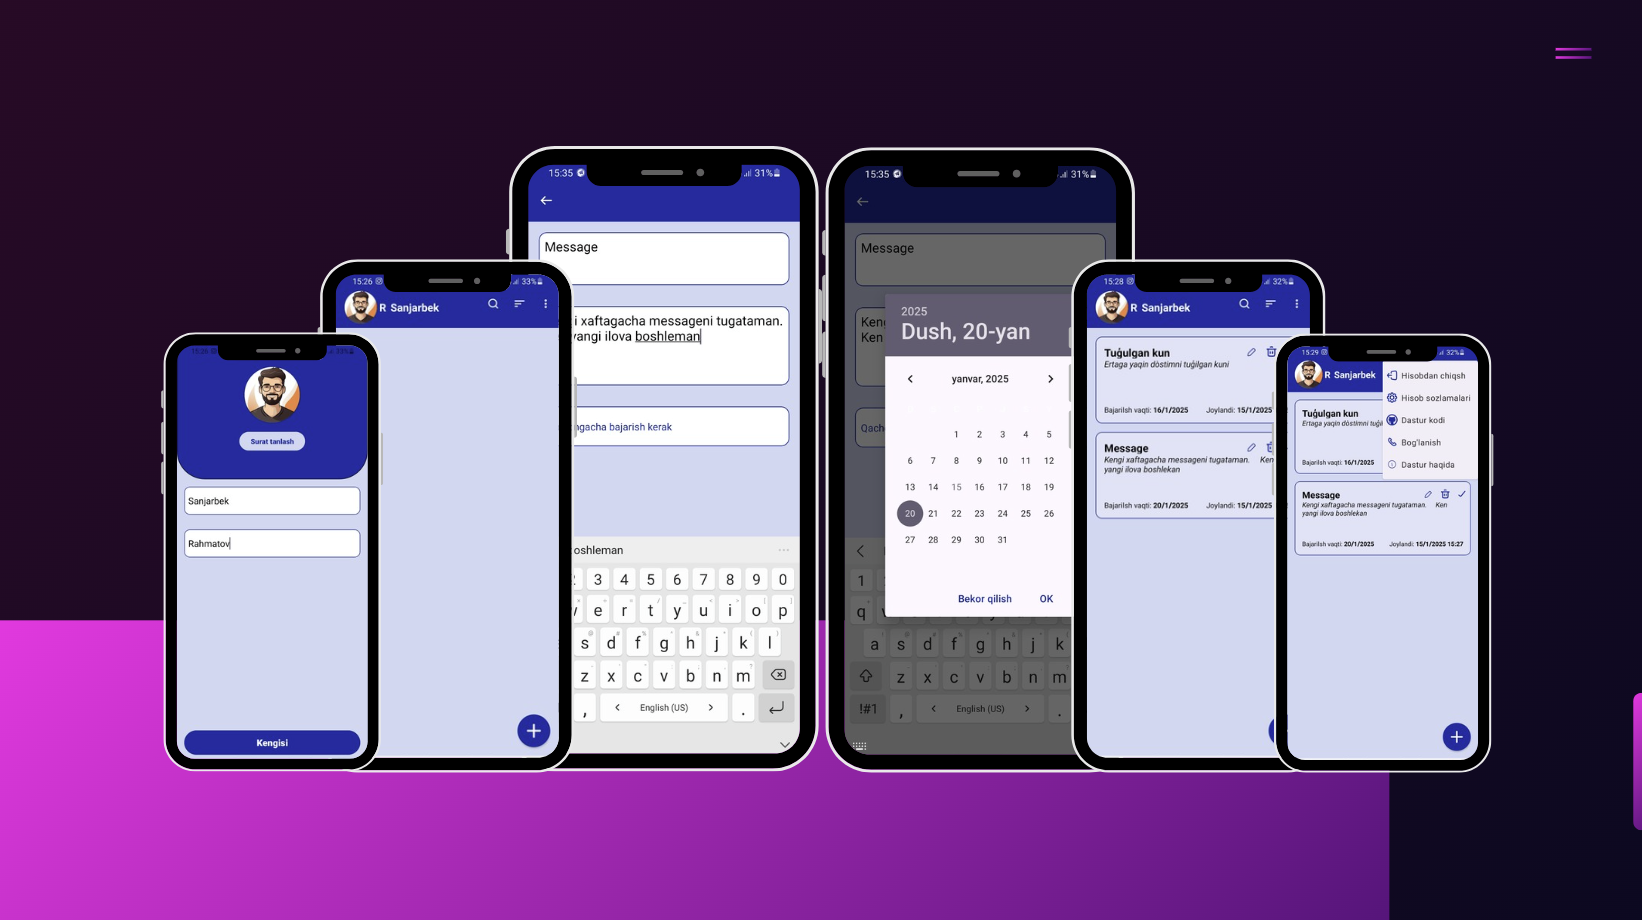 15:26 33%
Surat tanlash
Sanjarbek
Rahmatov
Kengisi
15:26 33%
R Sanjarbek
15:35 31%
Message
i xaftagacha messageni tugataman.
yangi ilova boshleman
ngacha bajarish kerak
oshleman
3 4 5 6 7 8 9 0
e r t y u i o p
s d f g h j k l
z x c v b n m
, < English (US) > .
15:35 31%
Message
Keng
Ken
Qach
2025
Dush, 20-yan
< yanvar, 2025 >
1 2 3 4 5
6 7 8 9 10 11 12
13 14 15 16 17 18 19
20 21 22 23 24 25 26
27 28 29 30 31
Bekor qilish OK
1
q w e r t y u i o p
a s d f g h j k
z x c v b n m
!#1 , < English (US) > .
15:28 32%
R Sanjarbek
Tuģulgan kun
Ertaga yaqin dòstimni tuģilgan kuni
Bajarilsh vaqti: 16/1/2025 Joylandi: 15/1/2025
Message
Kengi xaftagacha messageni tugataman. Ken
yangi ilova boshlekan
Bajarilsh vaqti: 20/1/2025 Joylandi: 15/1/2025
15:29 32%
R Sanjarbek
Hisobdan chiqsh
Hisob sozlamalari
Dastur kodi
Bog'lanish
Dastur haqida
Tuģulgan kun
Ertaga yaqin dòstimni tuģil
Bajarilsh vaqti: 16/1/2025
Message
Kengi xaftagacha messageni tugataman. Ken
yangi ilova boshlekan
Bajarilsh vaqti: 20/1/2025 Joylandi: 15/1/2025 15:27